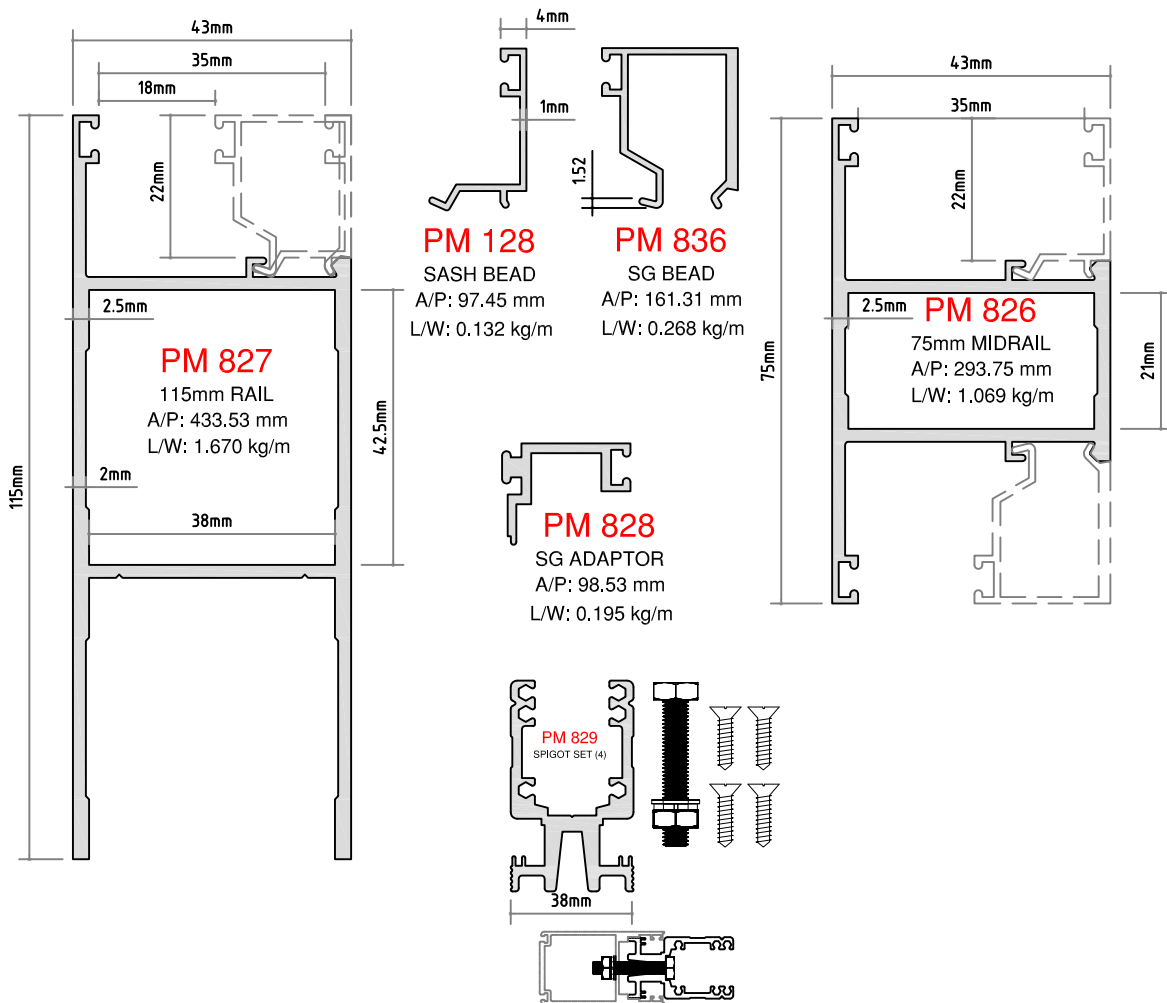 43mm
35mm
18mm
22mm
115mm
2.5mm
PM 827
115mm RAIL
A/P: 433.53 mm
L/W: 1.670 kg/m
42.5mm
2mm
38mm
4mm
1mm
PM 128
SASH BEAD
A/P: 97.45 mm
L/W: 0.132 kg/m
1.52
PM 836
SG BEAD
A/P: 161.31 mm
L/W: 0.268 kg/m
PM 828
SG ADAPTOR
A/P: 98.53 mm
L/W: 0.195 kg/m
PM 829
SPIGOT SET (4)
38mm
43mm
35mm
22mm
75mm
2.5mm
PM 826
75mm MIDRAIL
A/P: 293.75 mm
L/W: 1.069 kg/m
21mm